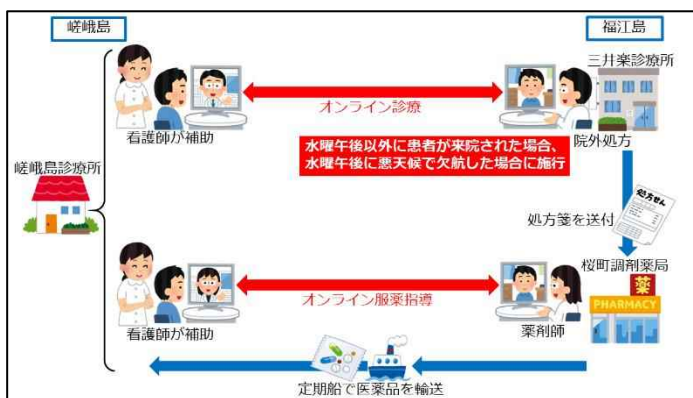 嵯峨島
福江島
三井楽診療所
オンライン診療
看護師が補助
院外処方
水曜午後以外に患者が来院された場合、
水曜午後に悪天候で欠航した場合に施行
嵯峨島診療所
処方せん
処方箋を送付
桜町調剤薬局
薬
PHARMACY
オンライン服薬指導
看護師が補助
薬剤師
定期船で医薬品を輸送